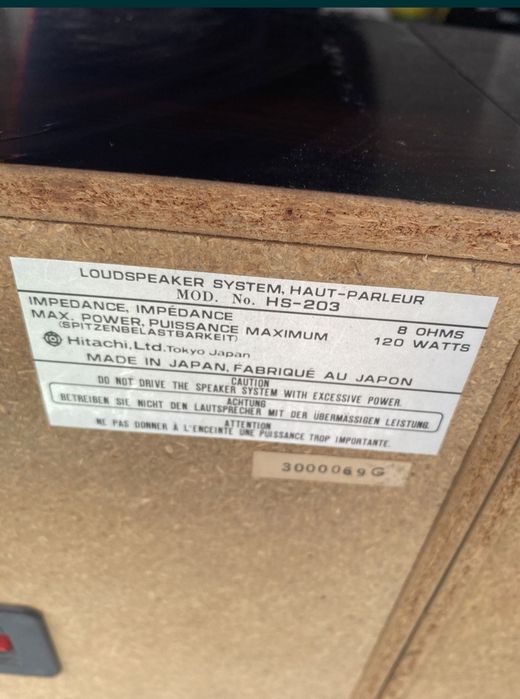 LOUDSPEAKER SYSTEM, HAUT-PARLEUR
MOD. No. HS-203
IMPEDANCE, IMPÉDANCE 8 OHMS
MAX. POWER, PUISSANCE MAXIMUM 120 WATTS
(SPITZENBELASTBARKEIT)
Hitachi, Ltd. Tokyo Japan
MADE IN JAPAN, FABRIQUÉ AU JAPON
CAUTION
DO NOT DRIVE THE SPEAKER SYSTEM WITH EXCESSIVE POWER.
ACHTUNG
BETREIBEN SIE NICHT DEN LAUTSPRECHER MIT DER ÜBERMÄSSIGEN LEISTUNG.
ATTENTION
NE PAS DONNER À L'ENCEINTE UNE PUISSANCE TROP IMPORTANTE.
3000069G